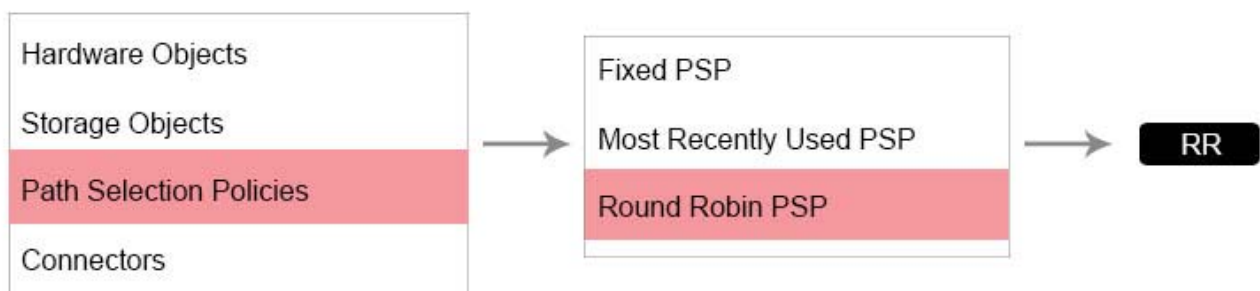 Hardware Objects
Storage Objects
Path Selection Policies
Connectors
Fixed PSP
Most Recently Used PSP
Round Robin PSP
RR